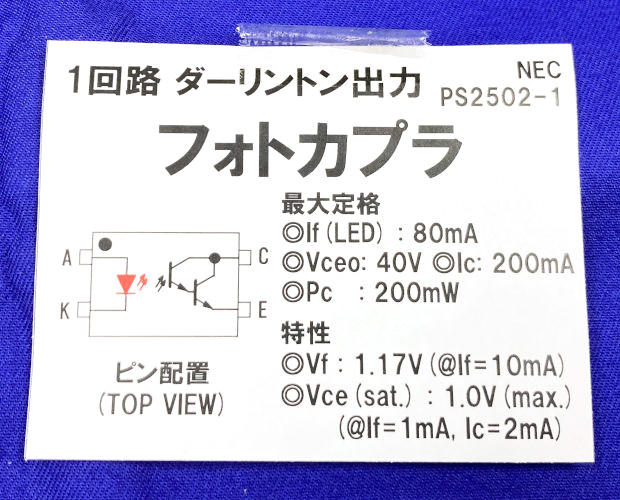 1回路 ダーリントン出力
NEC
PS2502-1
フォトカプラ
最大定格
◎If(LED) : 80mA
◎Vceo: 40V ◎Ic: 200mA
◎Pc : 200mW
特性
◎Vf : 1.17V(@If=10mA)
◎Vce(sat.) : 1.0V(max.)
(@If=1mA, Ic=2mA)
A
C
K
E
ピン配置
(TOP VIEW)